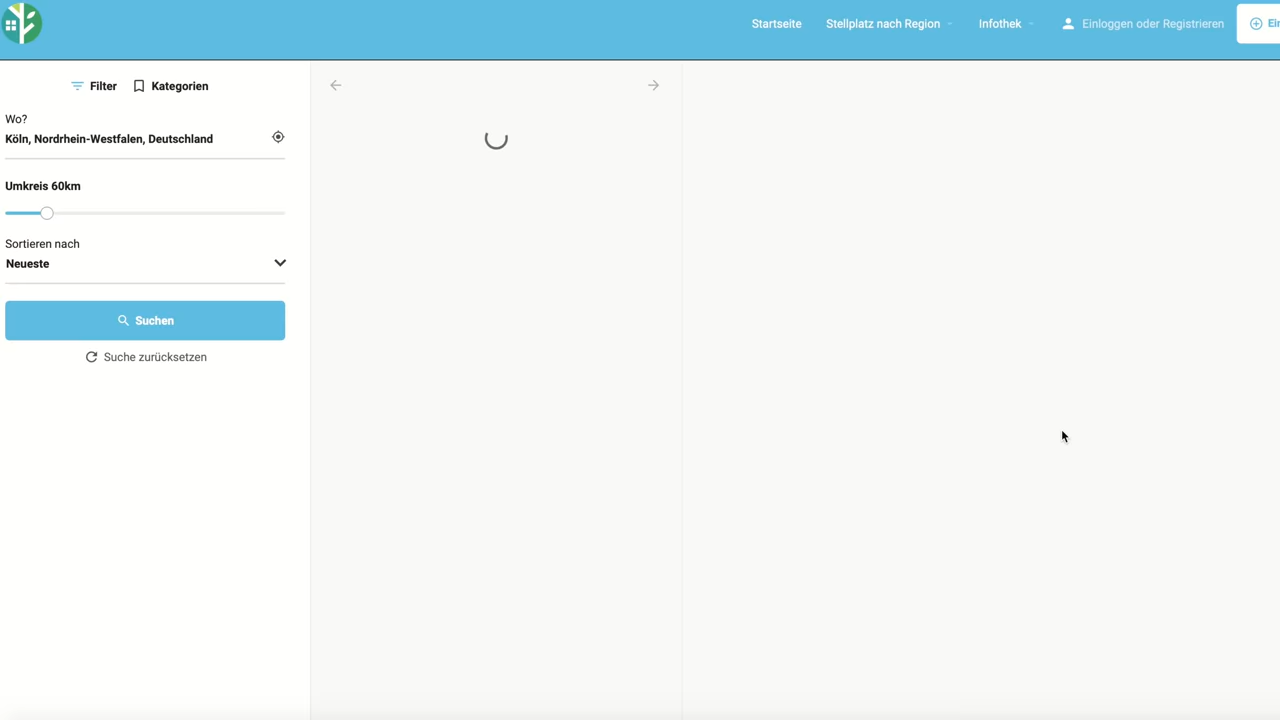 Startseite
Stellplatz nach Region
Infothek
Einloggen oder Registrieren
Filter
Kategorien
Wo?
Köln, Nordrhein-Westfalen, Deutschland
Umkreis 60km
Sortieren nach
Neueste
Suchen
Suche zurücksetzen